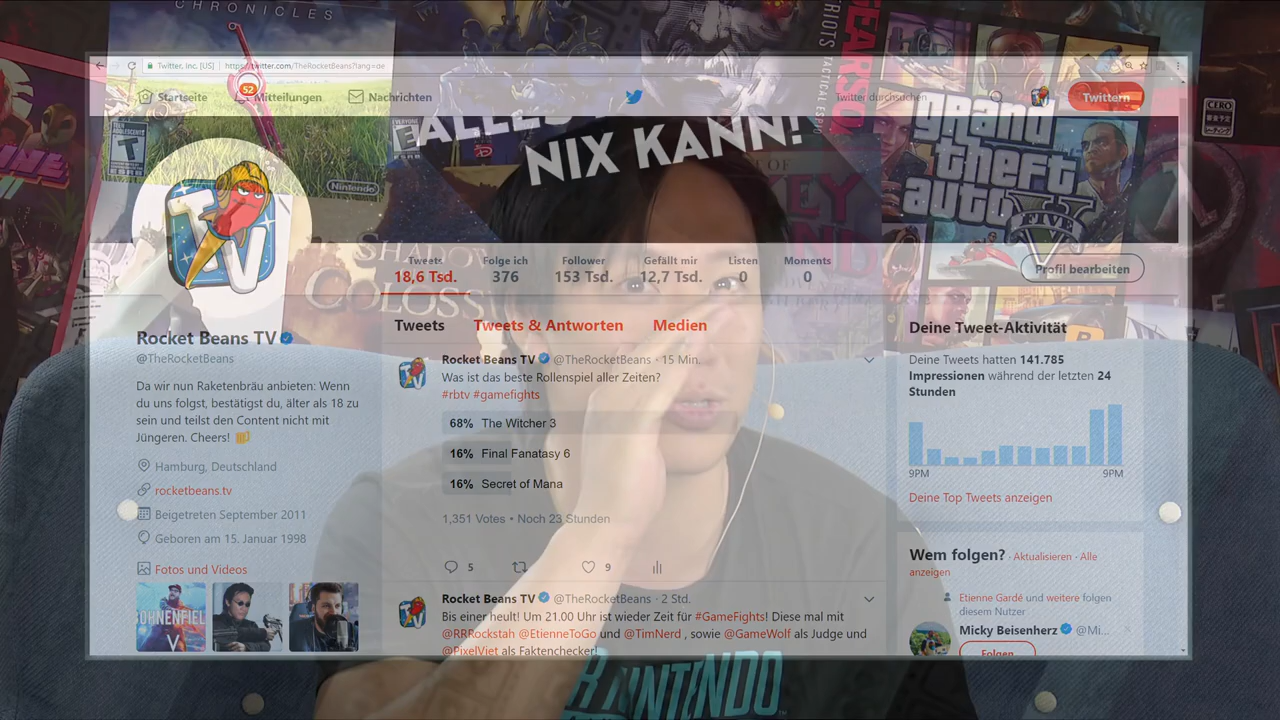 CHRONICLES
Twitter, Inc. [US]
https://twitter.com/TheRocketBeans?lang=de
52
Startseite
Mitteilungen
Nachrichten
Twitter durchsuchen
Twittern
ALLES
NIX KANN!
Nintendo
grand
theft
auto
FIVE
CERO
SHADOW
COLOSSUS
TV
Tweets
18,6 Tsd.
Folge ich
376
Follower
153 Tsd.
Gefällt mir
12,7 Tsd.
Listen
0
Moments
0
Profil bearbeiten
Rocket Beans TV
@TheRocketBeans
Da wir nun Raketenbräu anbieten: Wenn
du uns folgst, bestätigst du, älter als 18 zu
sein und teilst den Content nicht mit
Jüngeren. Cheers!
Hamburg, Deutschland
rocketbeans.tv
Beigetreten September 2011
Geboren am 15. Januar 1998
Fotos und Videos
Tweets
Tweets & Antworten
Medien
Rocket Beans TV @TheRocketBeans · 15 Min.
Was ist das beste Rollenspiel aller Zeiten?
#rbtv #gamefights
68% The Witcher 3
16% Final Fanatasy 6
16% Secret of Mana
1,351 Votes • Noch 23 Stunden
5
9
Rocket Beans TV @TheRocketBeans · 2 Std.
Bis einer heult! Um 21.00 Uhr ist wieder Zeit für #GameFights! Diese mal mit
@RRRockstah @EtienneToGo und @TimNerd , sowie @GameWolf als Judge und
@PixelViet als Faktenchecker!
Deine Tweet-Aktivität
Deine Tweets hatten 141.785
Impressionen während der letzten 24
Stunden
9PM
9PM
Deine Top Tweets anzeigen
Wem folgen? · Aktualisieren · Alle
anzeigen
Etienne Gardé und weitere folgen
diesem Nutzer
Micky Beisenherz @Mi...
Folgen
NINTENDO